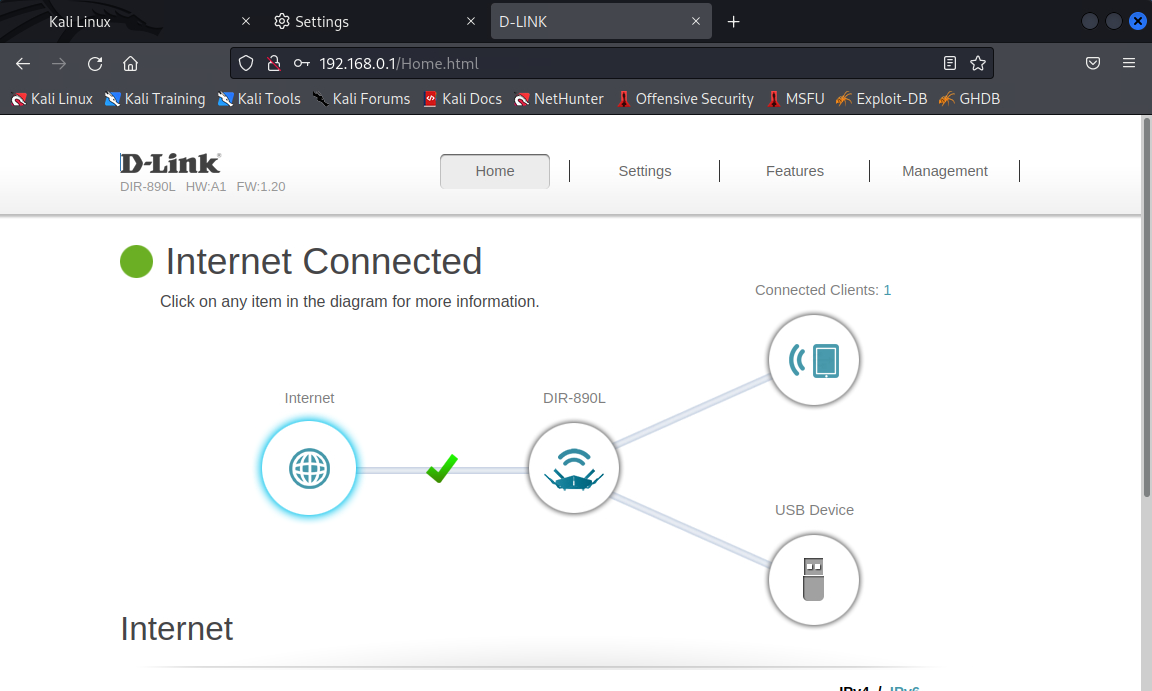 Kali Linux
Settings
D-LINK
192.168.0.1/Home.html
Kali Linux Kali Training Kali Tools Kali Forums Kali Docs NetHunter Offensive Security MSFU Exploit-DB GHDB
D-Link®
DIR-890L HW:A1 FW:1.20
Home Settings Features Management
Internet Connected
Click on any item in the diagram for more information.
Connected Clients: 1
Internet
DIR-890L
USB Device
Internet
IPv4 / IPv6